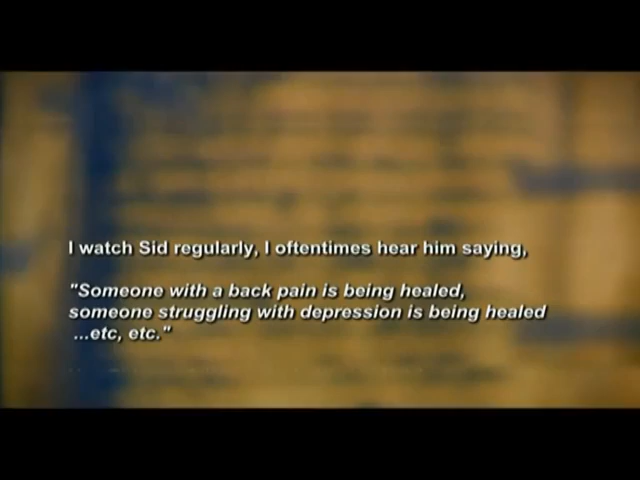 I watch Sid regularly, I oftentimes hear him saying,
"Someone with a back pain is being healed,
someone struggling with depression is being healed
...etc, etc."